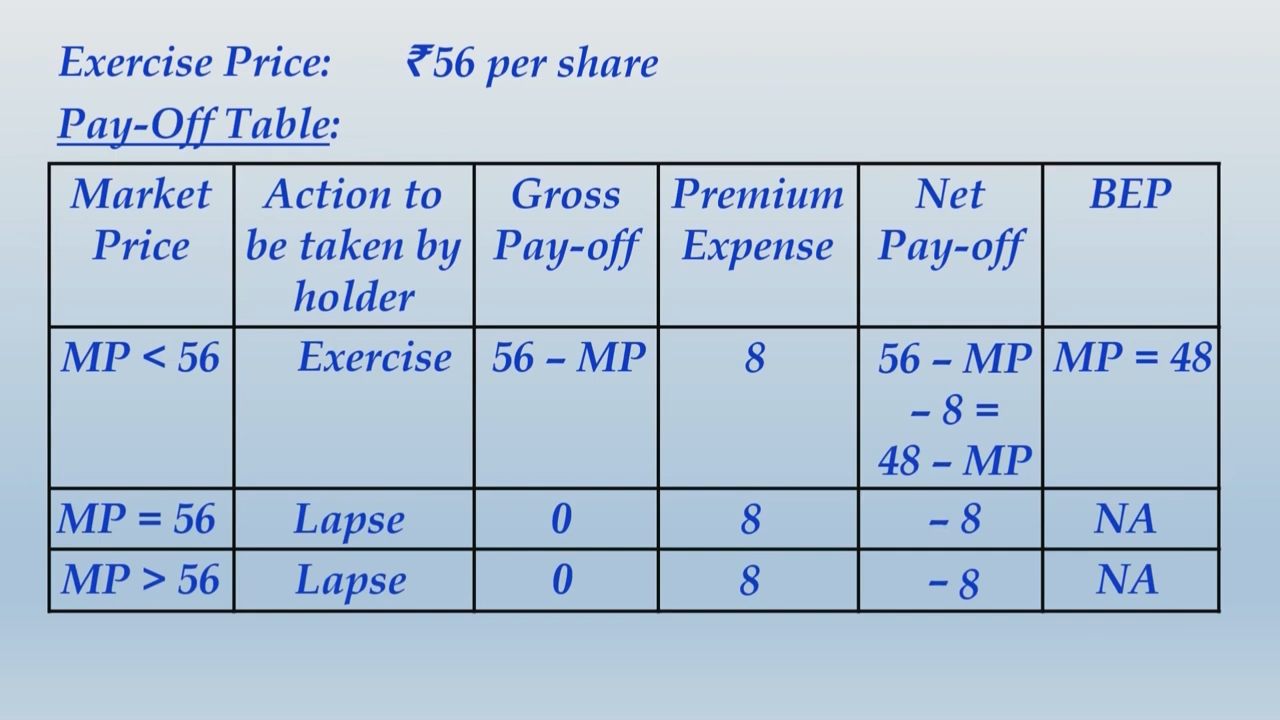 Exercise Price: ₹56 per share
Pay-Off Table:
Market Price Action to be taken by holder Gross Pay-off Premium Expense Net Pay-off BEP
MP < 56 Exercise 56 – MP 8 56 – MP – 8 = 48 – MP MP = 48
MP = 56 Lapse 0 8 – 8 NA
MP > 56 Lapse 0 8 – 8 NA